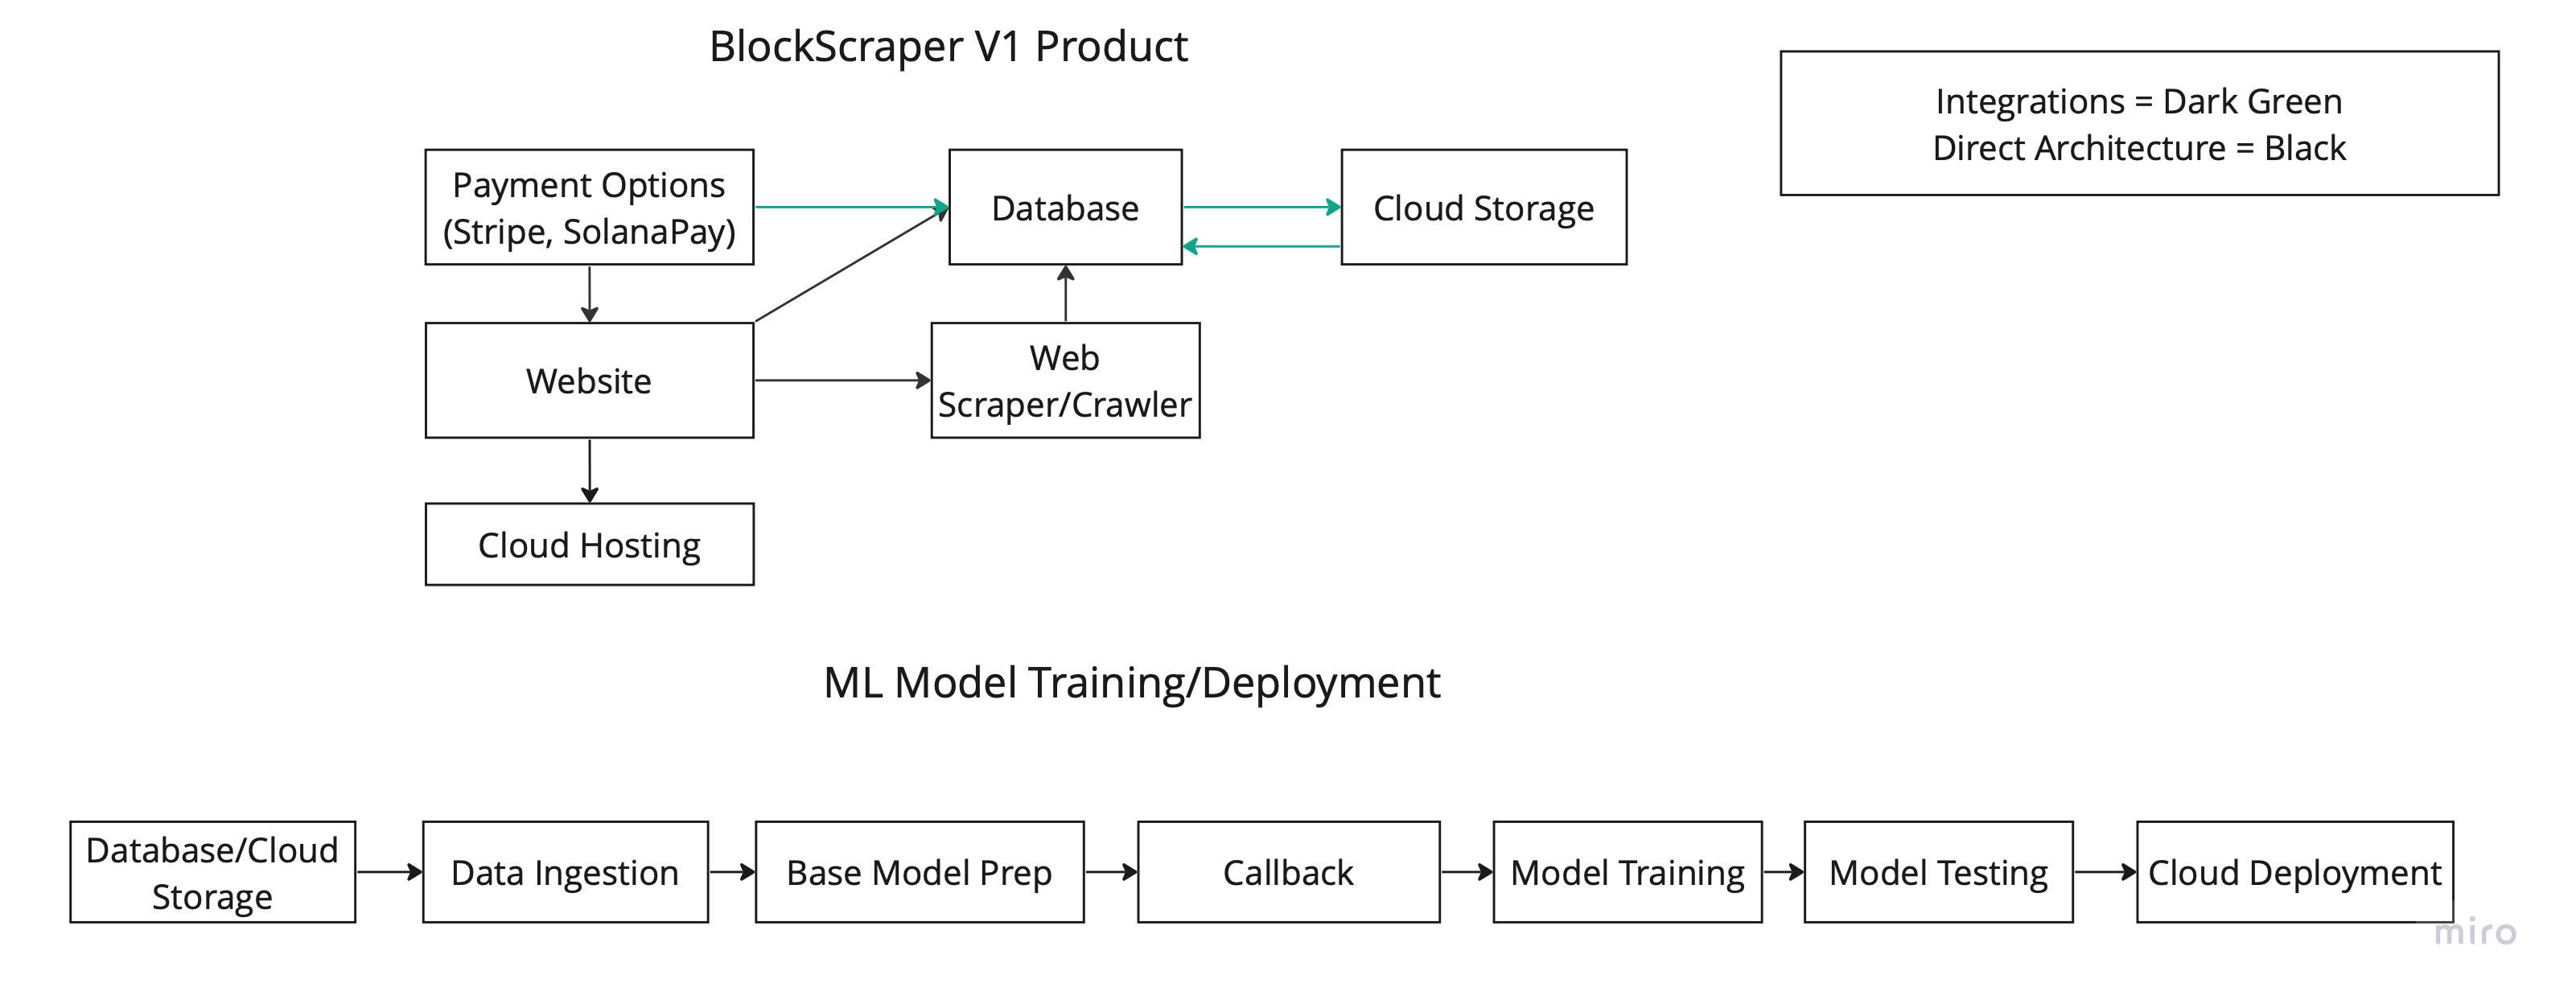 BlockScraper V1 Product
Integrations = Dark Green
Direct Architecture = Black
Payment Options
(Stripe, SolanaPay)
Database
Cloud Storage
Website
Web
Scraper/Crawler
Cloud Hosting
ML Model Training/Deployment
Database/Cloud
Storage
Data Ingestion
Base Model Prep
Callback
Model Training
Model Testing
Cloud Deployment
miro